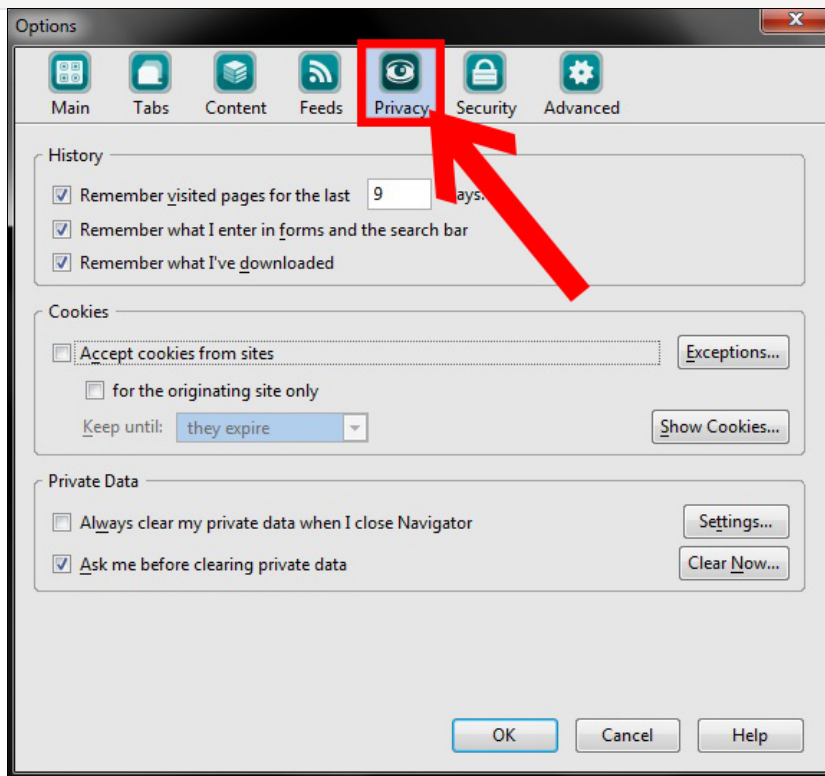 Options
Main Tabs Content Feeds Privacy Security Advanced
History
Remember visited pages for the last 9 ays.
Remember what I enter in forms and the search bar
Remember what I've downloaded
Cookies
Accept cookies from sites Exceptions...
for the originating site only
Keep until: they expire Show Cookies...
Private Data
Always clear my private data when I close Navigator Settings...
Ask me before clearing private data Clear Now...
OK Cancel Help